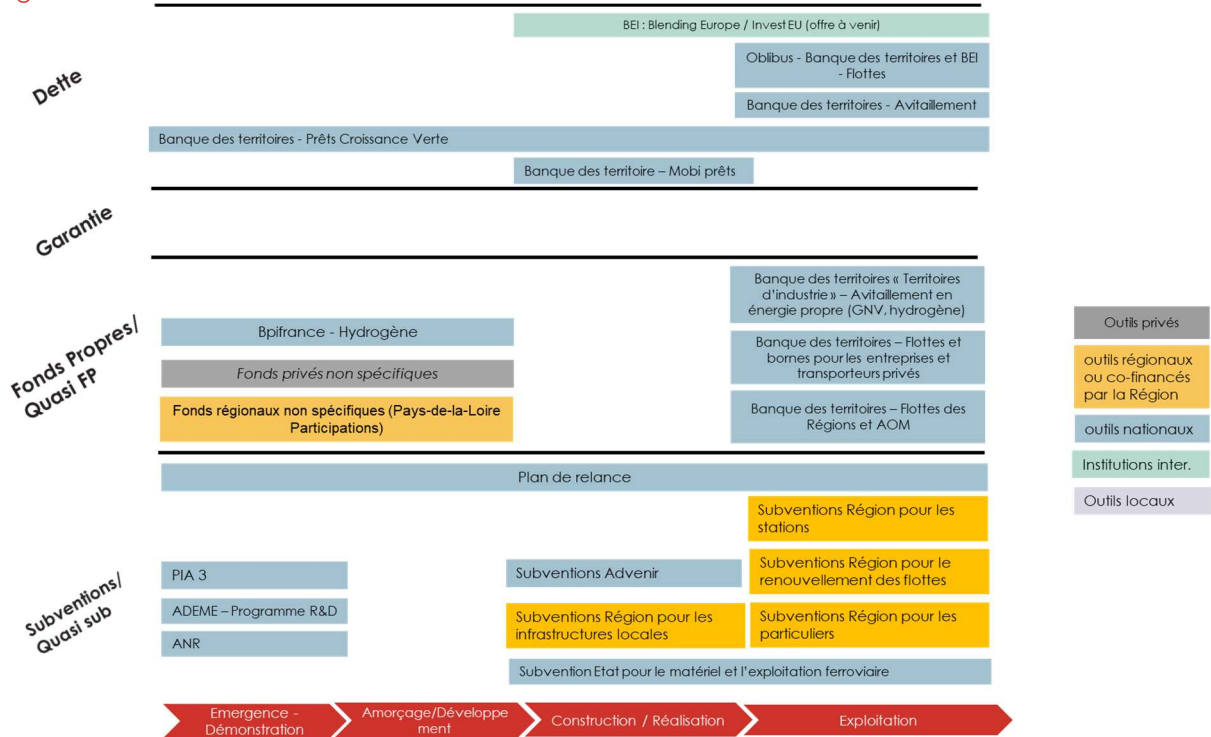 BEI : Blending Europe / Invest EU (offre à venir)
Dette
Oblibus - Banque des territoires et BEI
- Flottes
Banque des territoires - Avitaillement
Banque des territoires - Prêts Croissance Verte
Banque des territoire – Mobi prêts
Garantie
Fonds Propres/
Quasi FP
Banque des territoires « Territoires
d'industrie » – Avitaillement en
énergie propre (GNV, hydrogène)
Bpifrance - Hydrogène
Banque des territoires – Flottes et
bornes pour les entreprises et
transporteurs privés
Fonds privés non spécifiques
Fonds régionaux non spécifiques (Pays-de-la-Loire
Participations)
Banque des territoires – Flottes des
Régions et AOM
Outils privés
outils régionaux
ou co-financés
par la Région
outils nationaux
Institutions inter.
Outils locaux
Plan de relance
Subventions/
Quasi sub
Subventions Région pour les
stations
PIA 3
Subventions Advenir
Subventions Région pour le
renouvellement des flottes
ADEME – Programme R&D
Subventions Région pour les
infrastructures locales
Subventions Région pour les
particuliers
ANR
Subvention Etat pour le matériel et l'exploitation ferroviaire
Emergence -
Démonstration
Amorçage/Développe
ment
Construction / Réalisation
Exploitation